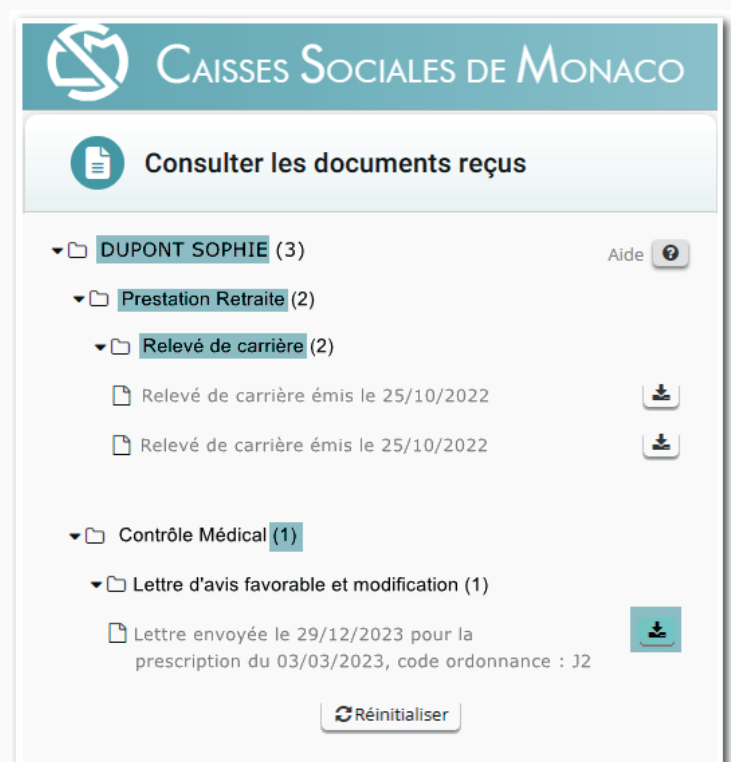 CAISSES SOCIALES DE MONACO
Consulter les documents reçus
DUPONT SOPHIE (3)
Aide
Prestation Retraite (2)
Relevé de carrière (2)
Relevé de carrière émis le 25/10/2022
Relevé de carrière émis le 25/10/2022
Contrôle Médical (1)
Lettre d'avis favorable et modification (1)
Lettre envoyée le 29/12/2023 pour la
prescription du 03/03/2023, code ordonnance : J2
Réinitialiser